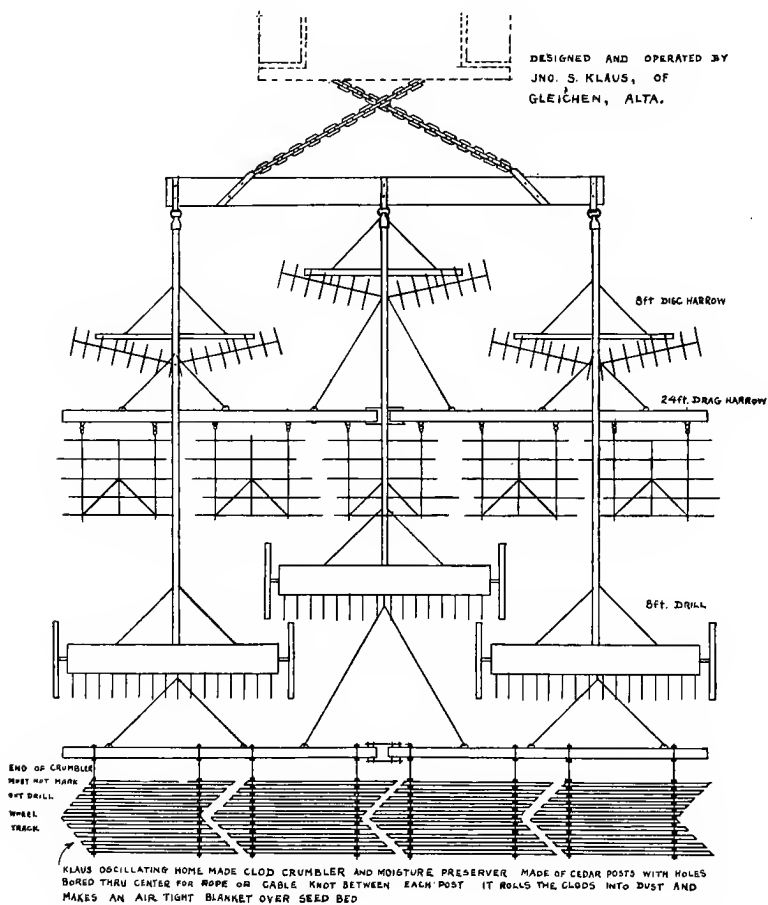 DESIGNED AND OPERATED BY
JNO. S. KLAUS, OF
GLEICHEN, ALTA.
8ft DISC HARROW
24ft. DRAG HARROW
8ft. DRILL
END OF CRUMBLER
MUST NOT MARK
OUT DRILL
WHEEL
TRACK
KLAUS OSCILLATING HOME MADE CLOD CRUMBLER AND MOISTURE PRESERVER MADE OF CEDAR POSTS WITH HOLES
BORED THRU CENTER FOR ROPE OR CABLE KNOT BETWEEN EACH POST IT ROLLS THE CLODS INTO DUST AND
MAKES AN AIR TIGHT BLANKET OVER SEED BED